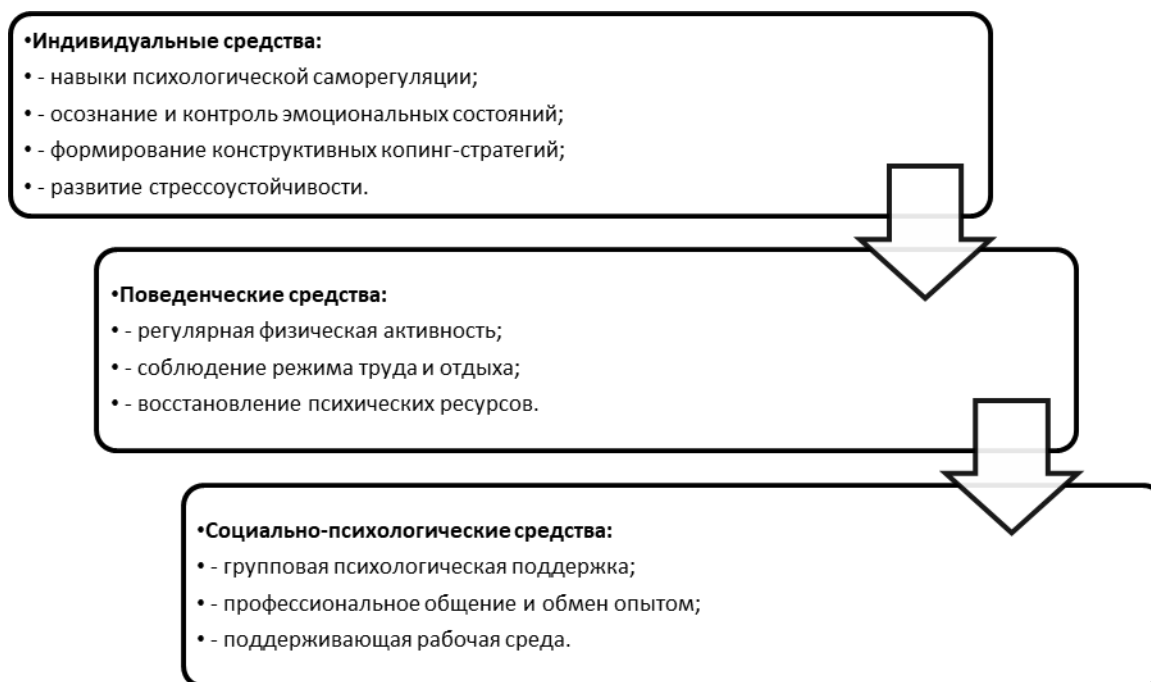 •Индивидуальные средства:
• - навыки психологической саморегуляции;
• - осознание и контроль эмоциональных состояний;
• - формирование конструктивных копинг-стратегий;
• - развитие стрессоустойчивости.
•Поведенческие средства:
• - регулярная физическая активность;
• - соблюдение режима труда и отдыха;
• - восстановление психических ресурсов.
•Социально-психологические средства:
• - групповая психологическая поддержка;
• - профессиональное общение и обмен опытом;
• - поддерживающая рабочая среда.